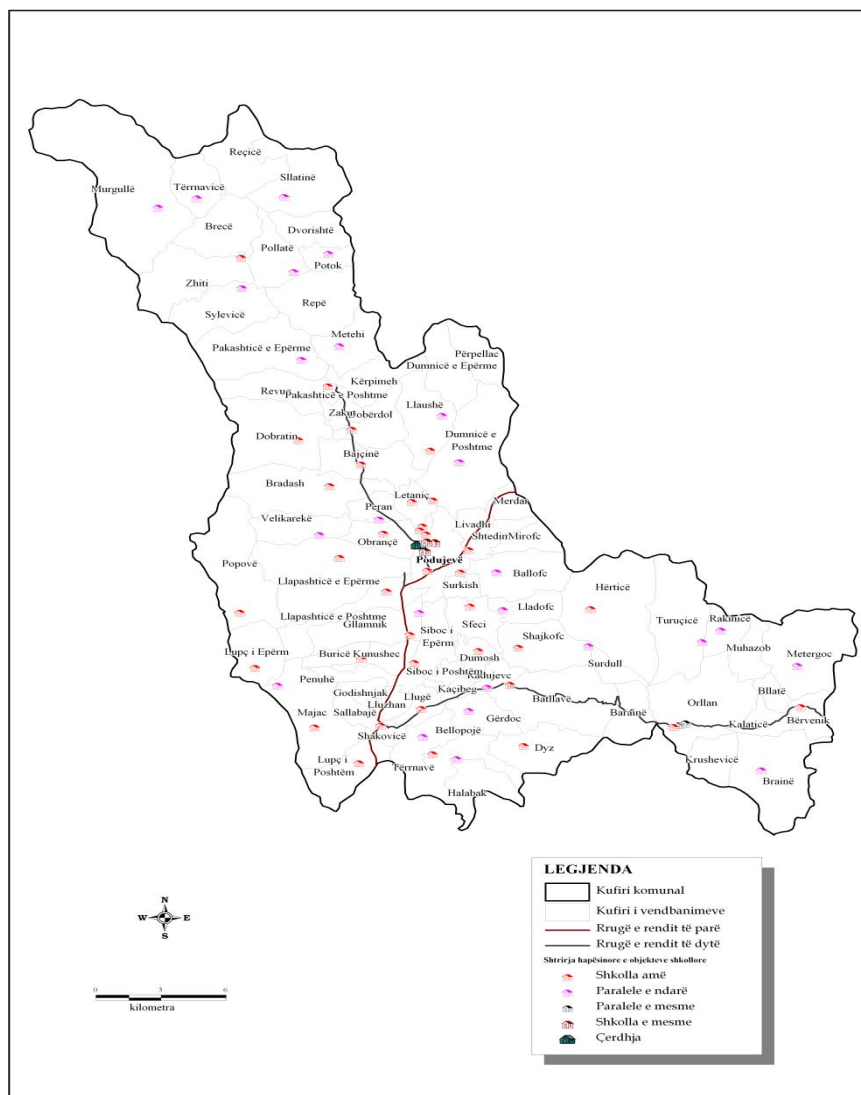 Reçicë
Sllatinë
Murgullë
Tërnavicë
Brecë
Dvorishtë
Pollatë
Potok
Zhiti
Repë
Sylevicë
Metehi
Pakashticë e Epërme
Përpellac
Dumnicë e Epërme
Kërpimeh
Revuq
Pakashticë e Poshtme
Llaushë
Zakut
Dobërdol
Dobratin
Dumnicë e
Poshtme
Bajçinë
Bradash
Letaniç
Merdar
Peran
Velikarekë
Livadhi
Shtedim
Mirofc
Obrançë
Popovë
Podujevë
Ballofc
Surkish
Llapashticë e Epërme
Hërticë
Lladofc
Llapashticë e Poshtme
Gllamnik
Sfeci
Turuçicë
Rakinicë
Siboc i
Epërm
Shajkofc
Muhazob
Metergoc
Lupç i Epërm
Buricë
Kunushec
Dumosh
Surdull
Siboc i Poshtëm
Bllatë
Penuhë
Kaçibeg
Godishnjak
Batllavë
Orllan
Majac
Sallabajë
Lluzhan
Llugë
Gërdoc
Barainë
Kalaticë
Bërvenik
Shakovicë
Bellopojë
Dyz
Lupç i
Poshtëm
Tërrnavë
Krushevicë
Brainë
Halabak
N
W
E
S
0
3
6
kilometra
LEGJENDA
Kufiri komunal
Kufiri i vendbanimeve
Rrugë e rendit të parë
Rrugë e rendit të dytë
Shtrirja hapësinore e objekteve shkollore
Shkolla amë
Paralele e ndarë
Paralele e mesme
Shkolla e mesme
Çerdhja